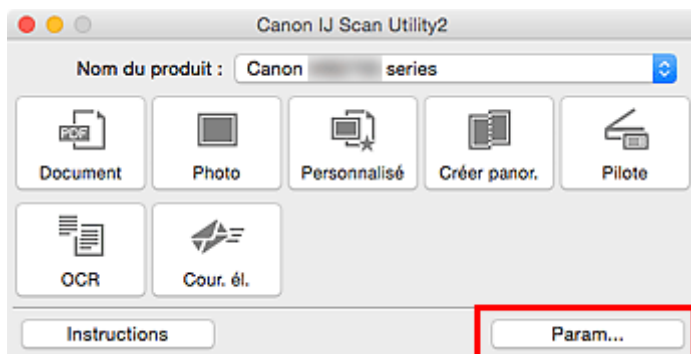 Canon IJ Scan Utility2
Nom du produit : Canon series
Document Photo Personnalisé Créer panor. Pilote
OCR Cour. él.
Instructions Param...